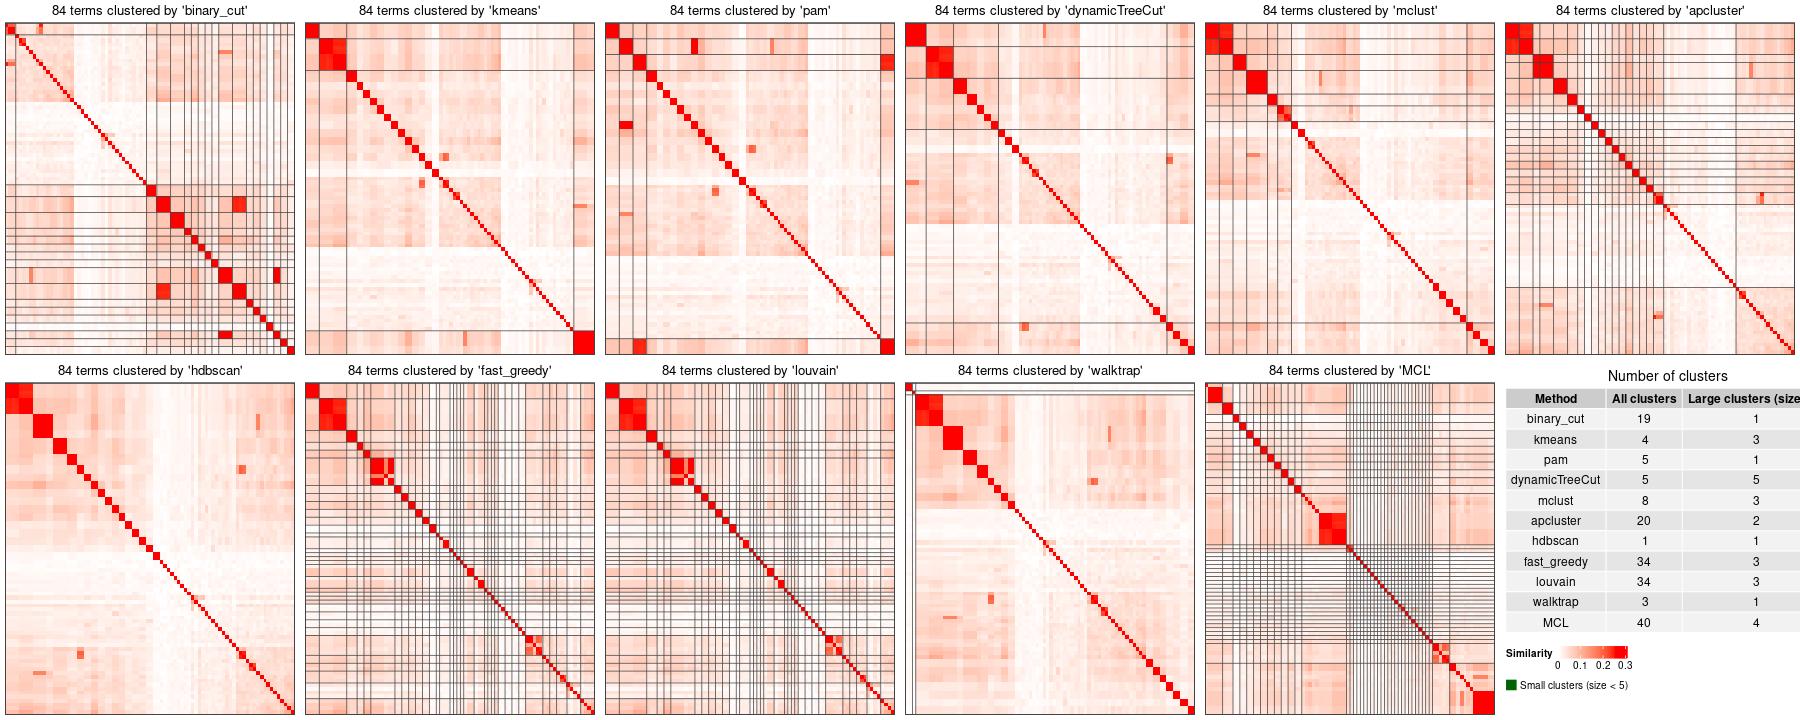 84 terms clustered by 'binary_cut'
84 terms clustered by 'kmeans'
84 terms clustered by 'pam'
84 terms clustered by 'dynamicTreeCut'
84 terms clustered by 'mclust'
84 terms clustered by 'apcluster'
84 terms clustered by 'hdbscan'
84 terms clustered by 'fast_greedy'
84 terms clustered by 'louvain'
84 terms clustered by 'walktrap'
84 terms clustered by 'MCL'
Number of clusters
Method All clusters Large clusters (size
binary_cut 19 1
kmeans 4 3
pam 5 1
dynamicTreeCut 5 5
mclust 8 3
apcluster 20 2
hdbscan 1 1
fast_greedy 34 3
louvain 34 3
walktrap 3 1
MCL 40 4
Similarity
0 0.1 0.2 0.3
Small clusters (size < 5)